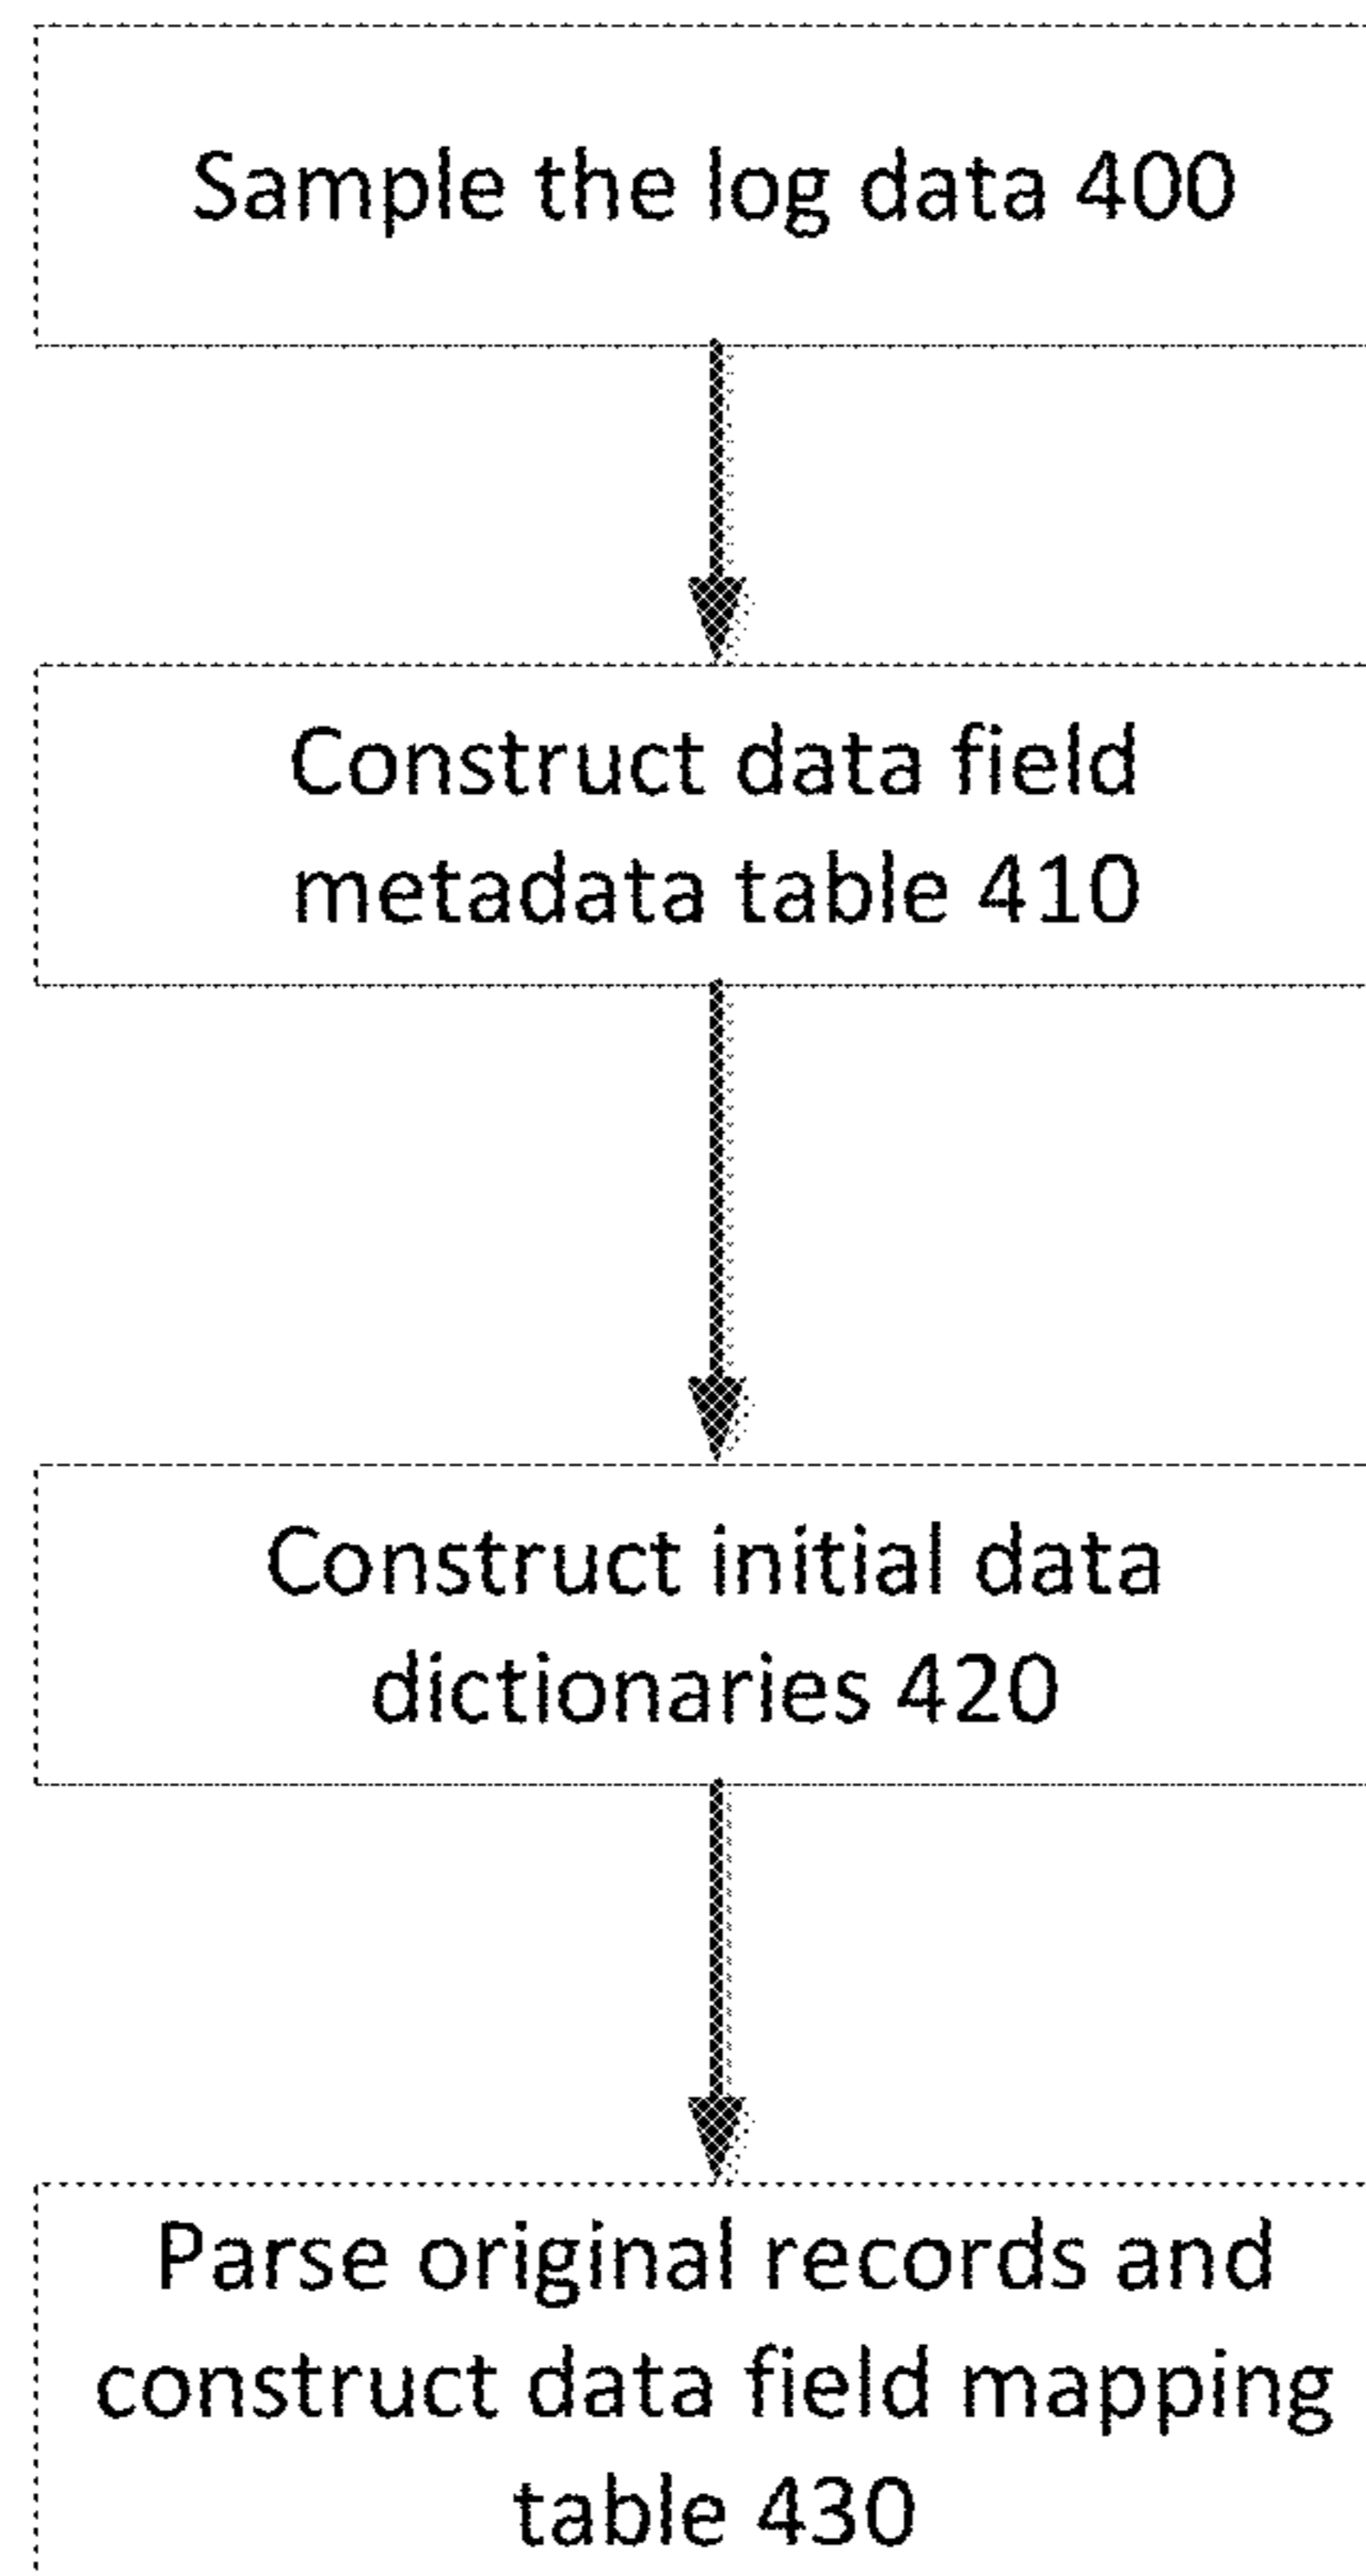 Sample the log data 400
Construct data field
metadata table 410
Construct initial data
dictionaries 420
Parse original records and
construct data field mapping
table 430